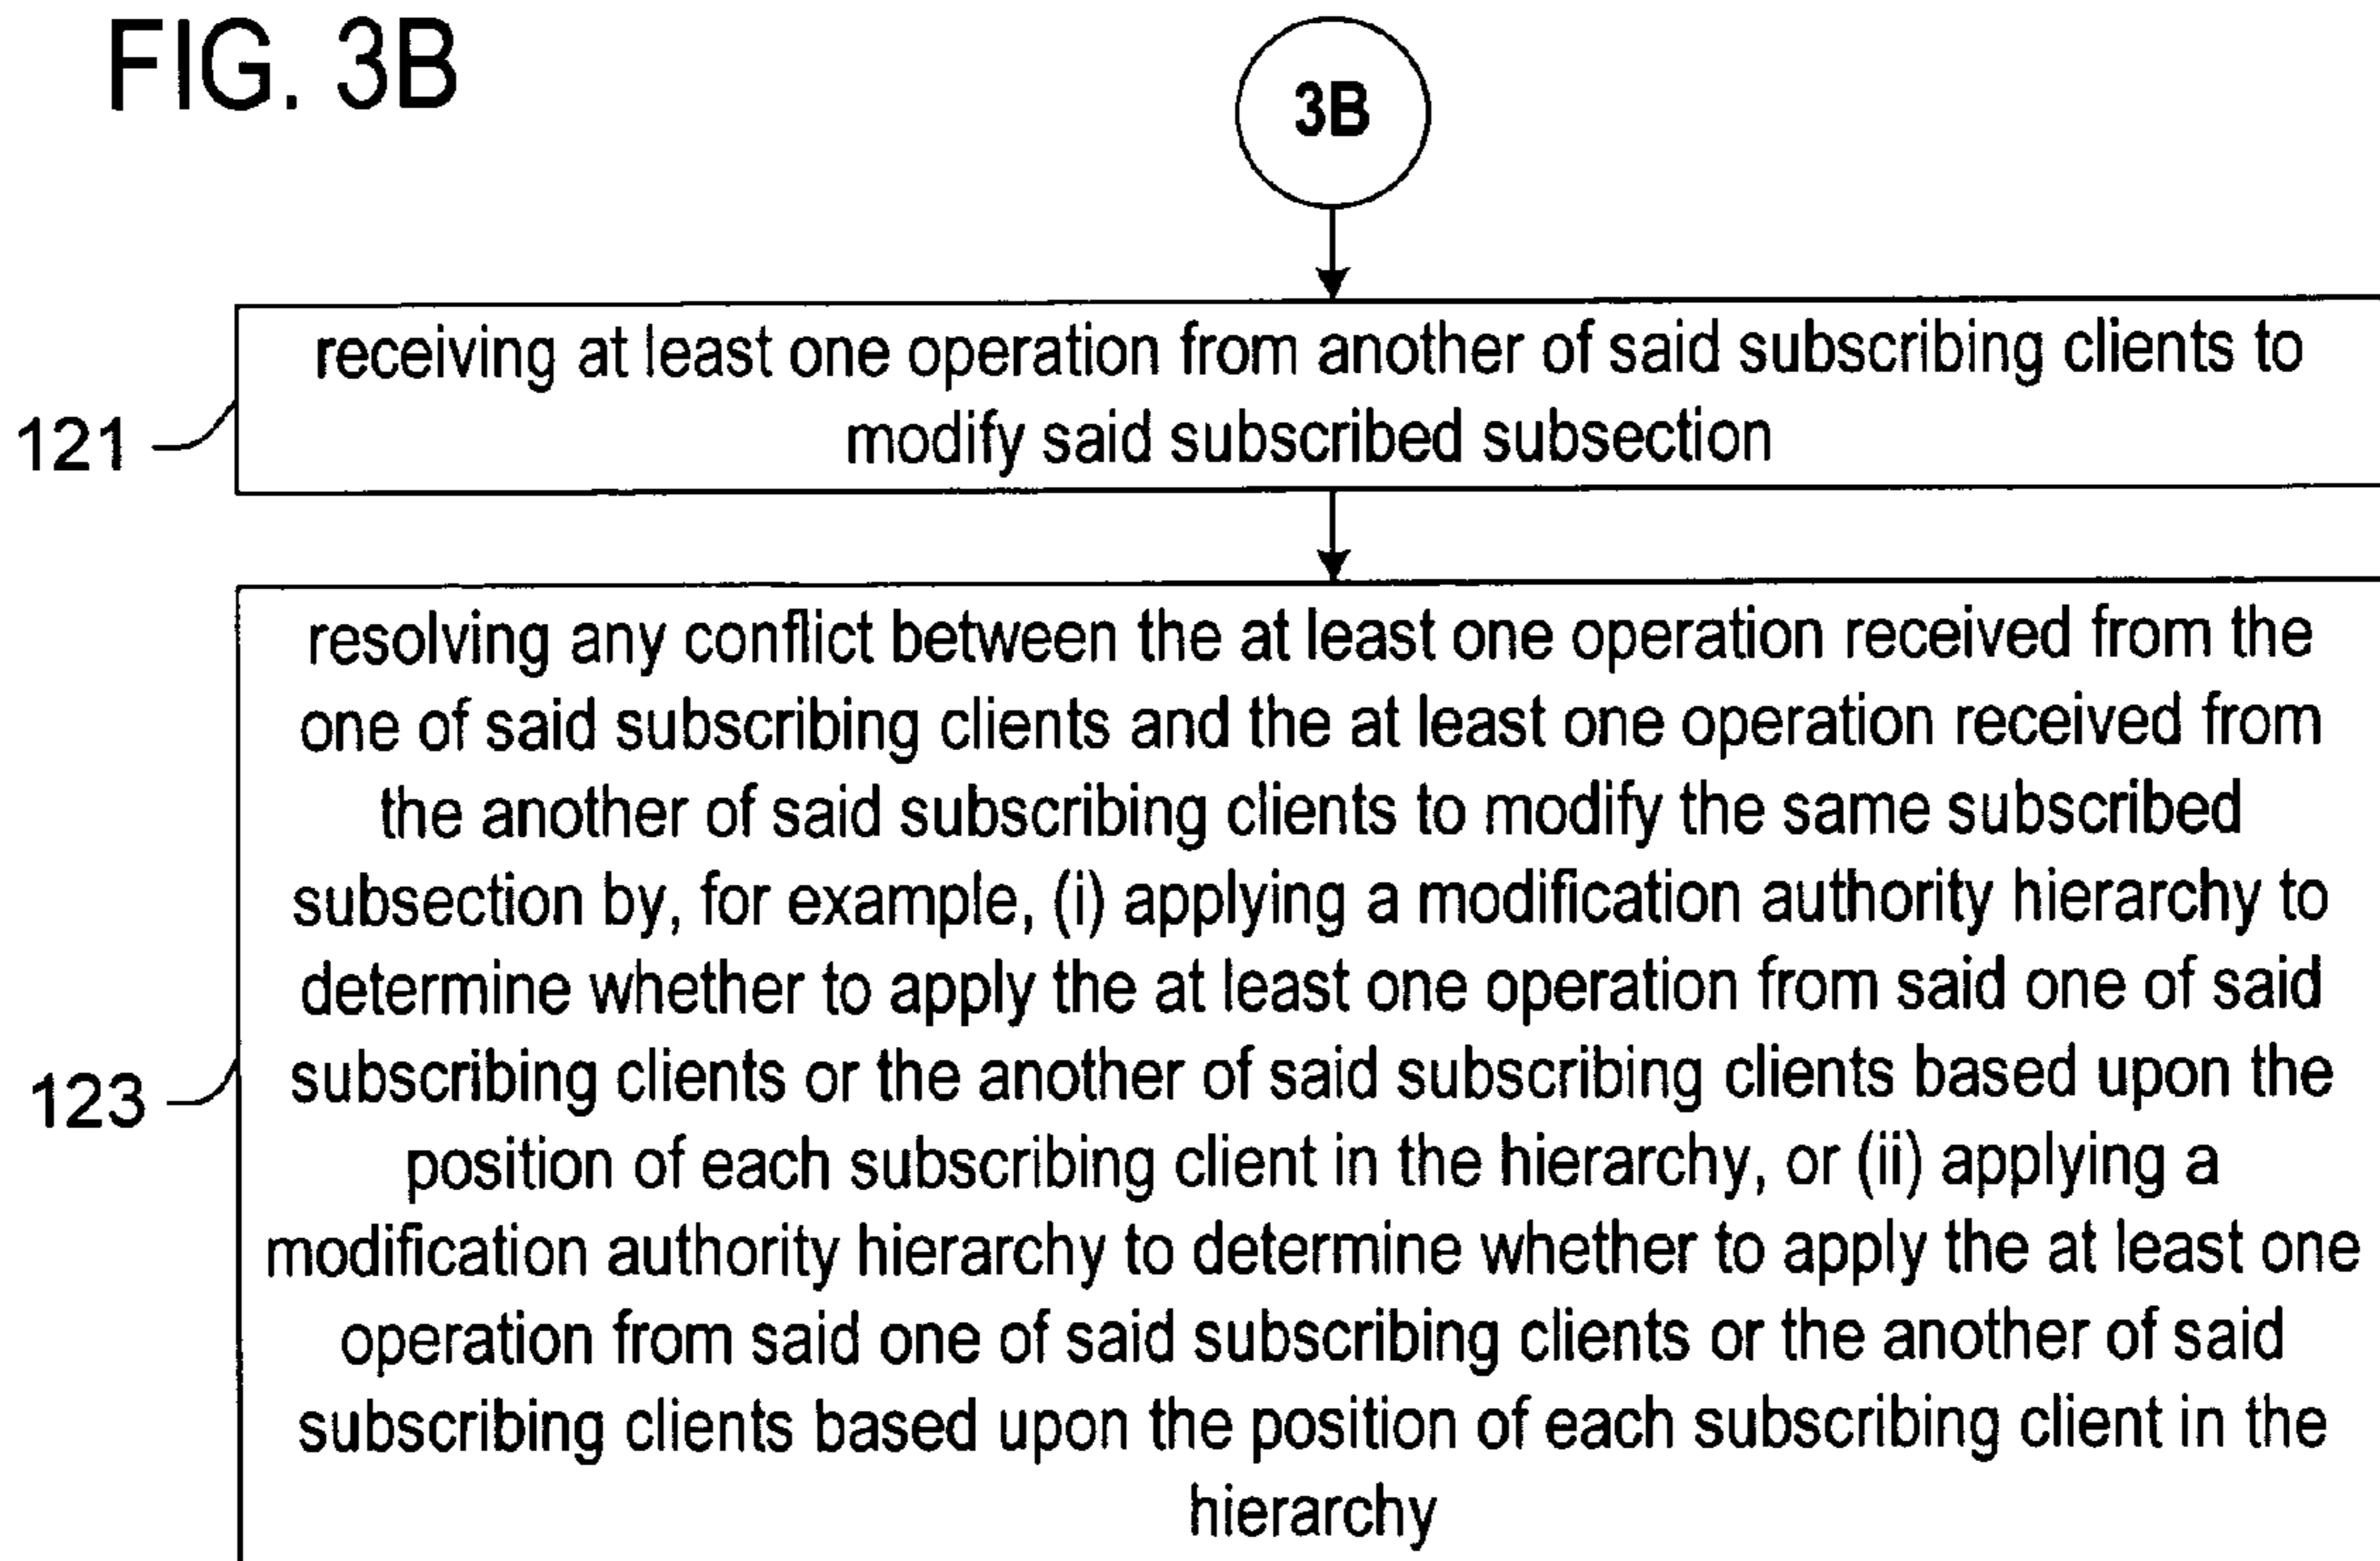 FIG. 3B
3B
receiving at least one operation from another of said subscribing clients to
modify said subscribed subsection
121
resolving any conflict between the at least one operation received from the
one of said subscribing clients and the at least one operation received from
the another of said subscribing clients to modify the same subscribed
subsection by, for example, (i) applying a modification authority hierarchy to
determine whether to apply the at least one operation from said one of said
subscribing clients or the another of said subscribing clients based upon the
123
position of each subscribing client in the hierarchy, or (ii) applying a
modification authority hierarchy to determine whether to apply the at least one
operation from said one of said subscribing clients or the another of said
subscribing clients based upon the position of each subscribing client in the
hierarchy